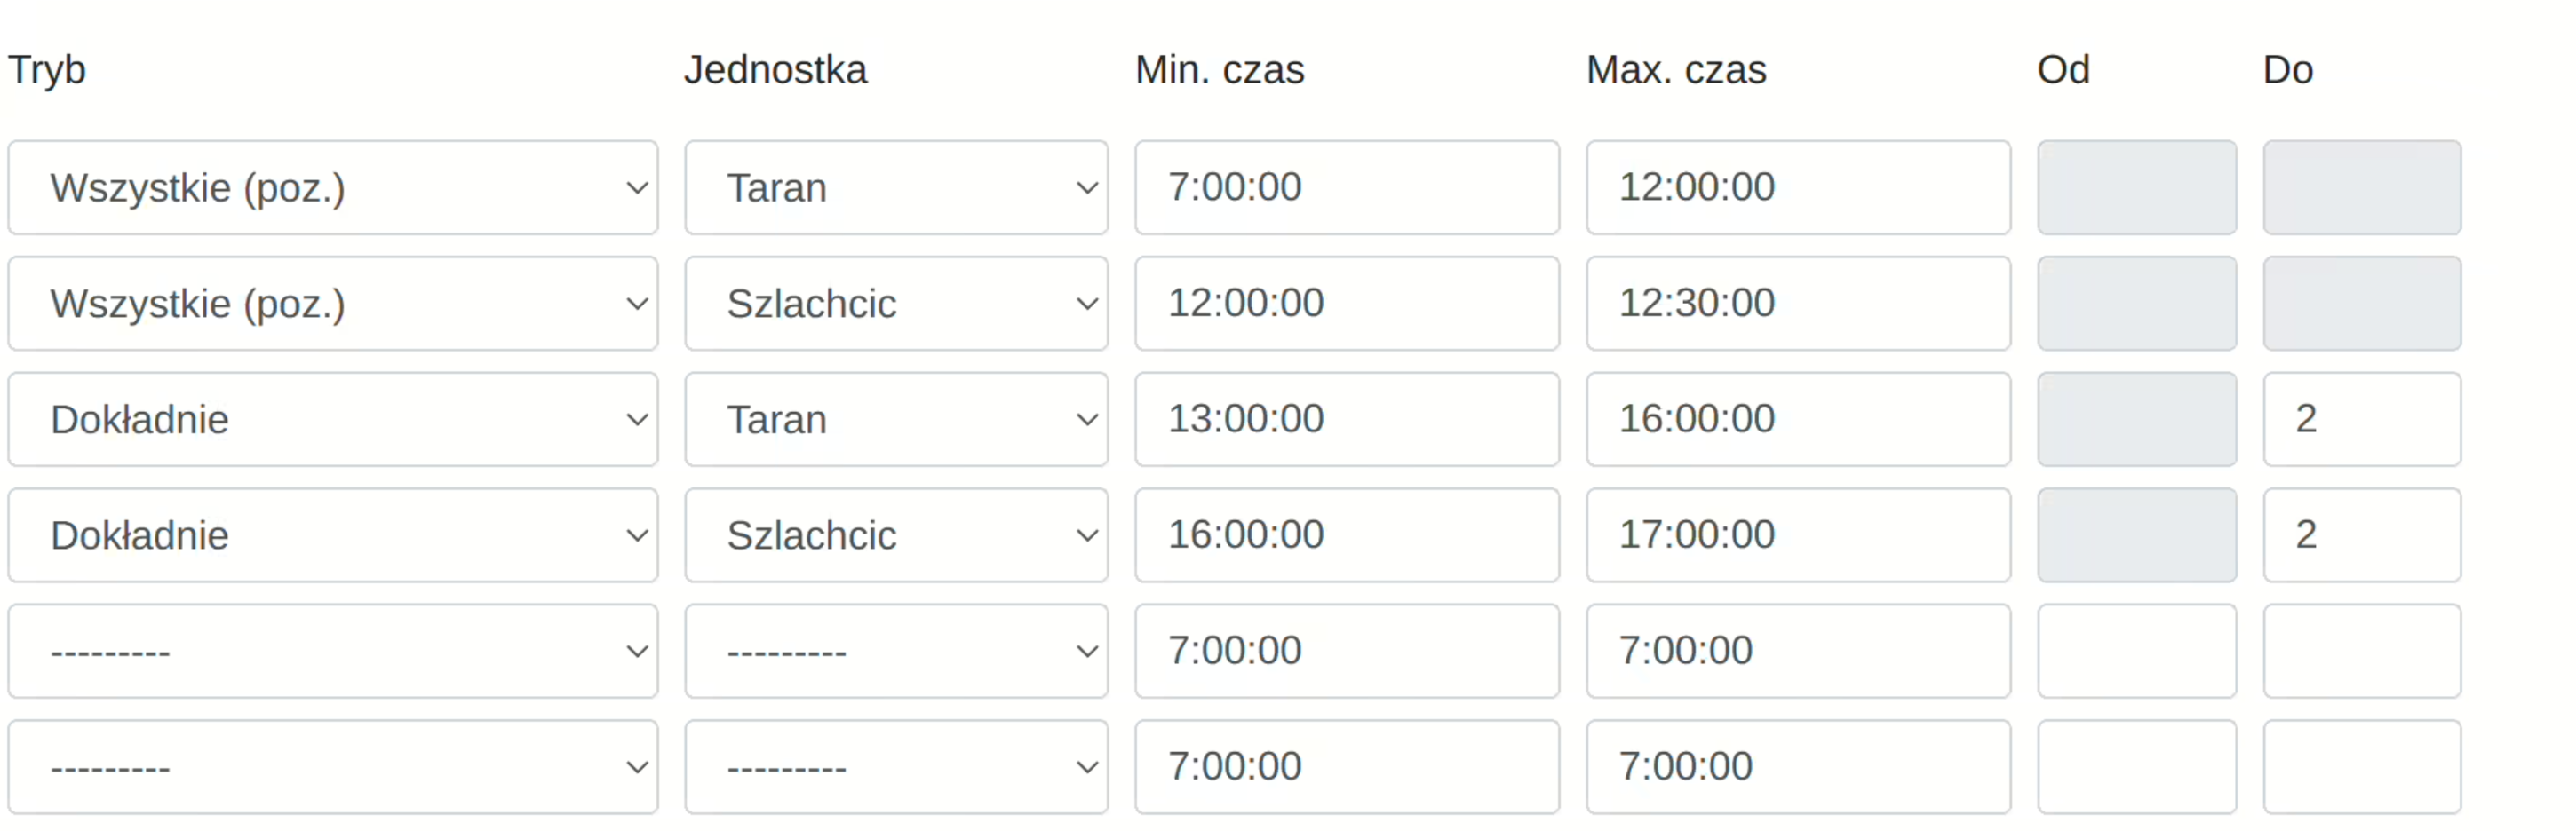 Tryb Jednostka Min. czas Max. czas Od Do
Wszystkie (poz.) Taran 7:00:00 12:00:00
Wszystkie (poz.) Szlachcic 12:00:00 12:30:00
Dokładnie Taran 13:00:00 16:00:00 2
Dokładnie Szlachcic 16:00:00 17:00:00 2
--------- --------- 7:00:00 7:00:00
--------- --------- 7:00:00 7:00:00